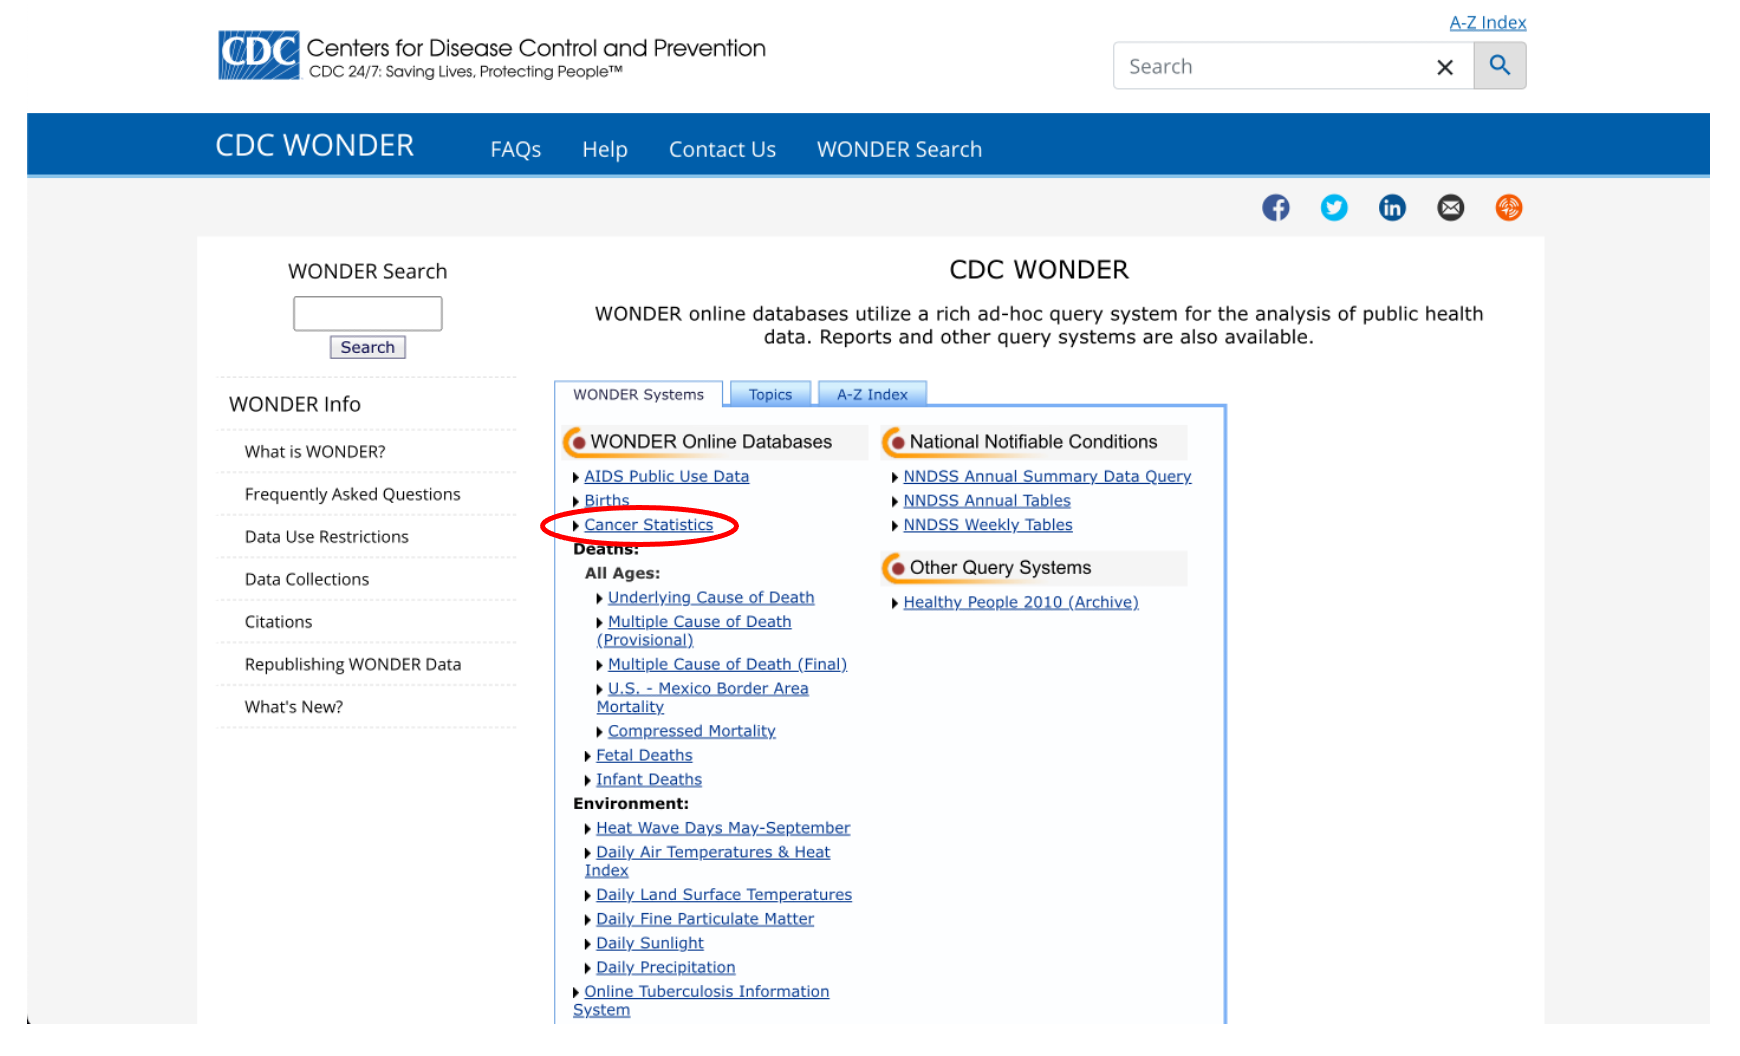 A-Z Index
CDC
Centers for Disease Control and Prevention
CDC 24/7: Saving Lives, Protecting People™
Search
CDC WONDER
FAQs
Help
Contact Us
WONDER Search
WONDER Search
Search
WONDER Info
What is WONDER?
Frequently Asked Questions
Data Use Restrictions
Data Collections
Citations
Republishing WONDER Data
What's New?
CDC WONDER
WONDER online databases utilize a rich ad-hoc query system for the analysis of public health
data. Reports and other query systems are also available.
WONDER Systems
Topics
A-Z Index
WONDER Online Databases
AIDS Public Use Data
Births
Cancer Statistics
Deaths:
All Ages:
Underlying Cause of Death
Multiple Cause of Death
(Provisional)
Multiple Cause of Death (Final)
U.S. - Mexico Border Area
Mortality
Compressed Mortality
Fetal Deaths
Infant Deaths
Environment:
Heat Wave Days May-September
Daily Air Temperatures & Heat
Index
Daily Land Surface Temperatures
Daily Fine Particulate Matter
Daily Sunlight
Daily Precipitation
Online Tuberculosis Information
System
National Notifiable Conditions
NNDSS Annual Summary Data Query
NNDSS Annual Tables
NNDSS Weekly Tables
Other Query Systems
Healthy People 2010 (Archive)